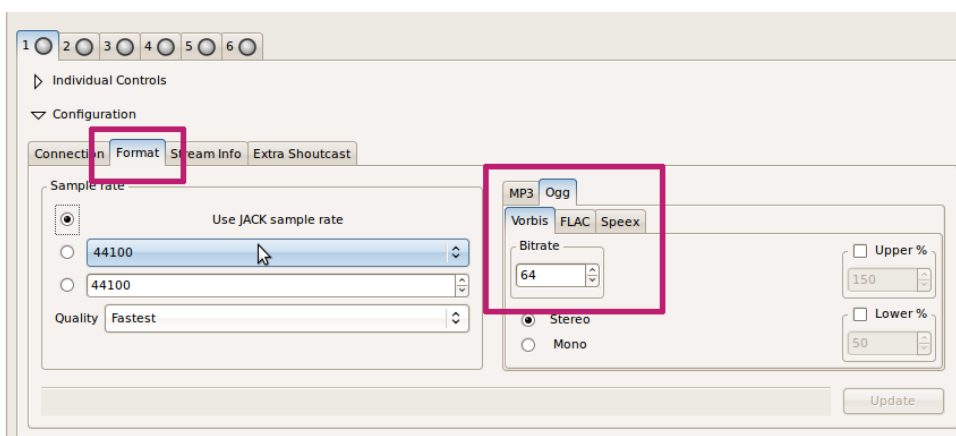 1 2 3 4 5 6
Individual Controls
Configuration
Connection Format Stream Info Extra Shoutcast
Sample rate
Use JACK sample rate
44100
44100
Quality Fastest
MP3 Ogg
Vorbis FLAC Speex
Bitrate
64
Stereo
Mono
Upper %
150
Lower %
50
Update